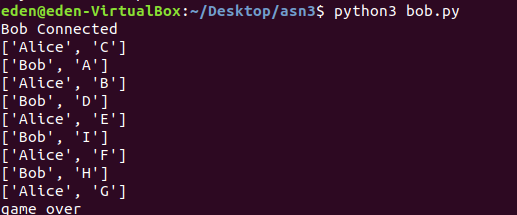 eden@eden-VirtualBox:~/Desktop/asn3$ python3 bob.py
Bob Connected
['Alice', 'C']
['Bob', 'A']
['Alice', 'B']
['Bob', 'D']
['Alice', 'E']
['Bob', 'I']
['Alice', 'F']
['Bob', 'H']
['Alice', 'G']
game over